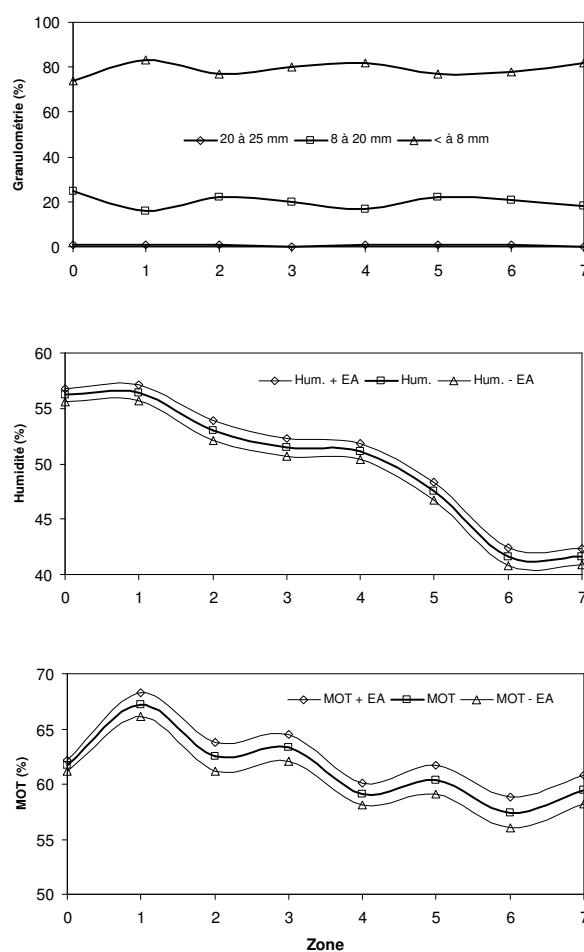 100
80
60
40
20
0
Granulométrie (%)
20 à 25 mm 8 à 20 mm < à 8 mm
0 1 2 3 4 5 6 7
60
55
50
45
40
Humidité (%)
Hum. + EA Hum. Hum. - EA
0 1 2 3 4 5 6 7
70
65
60
55
50
MOT (%)
MOT + EA MOT MOT - EA
0 1 2 3 4 5 6 7
Zone